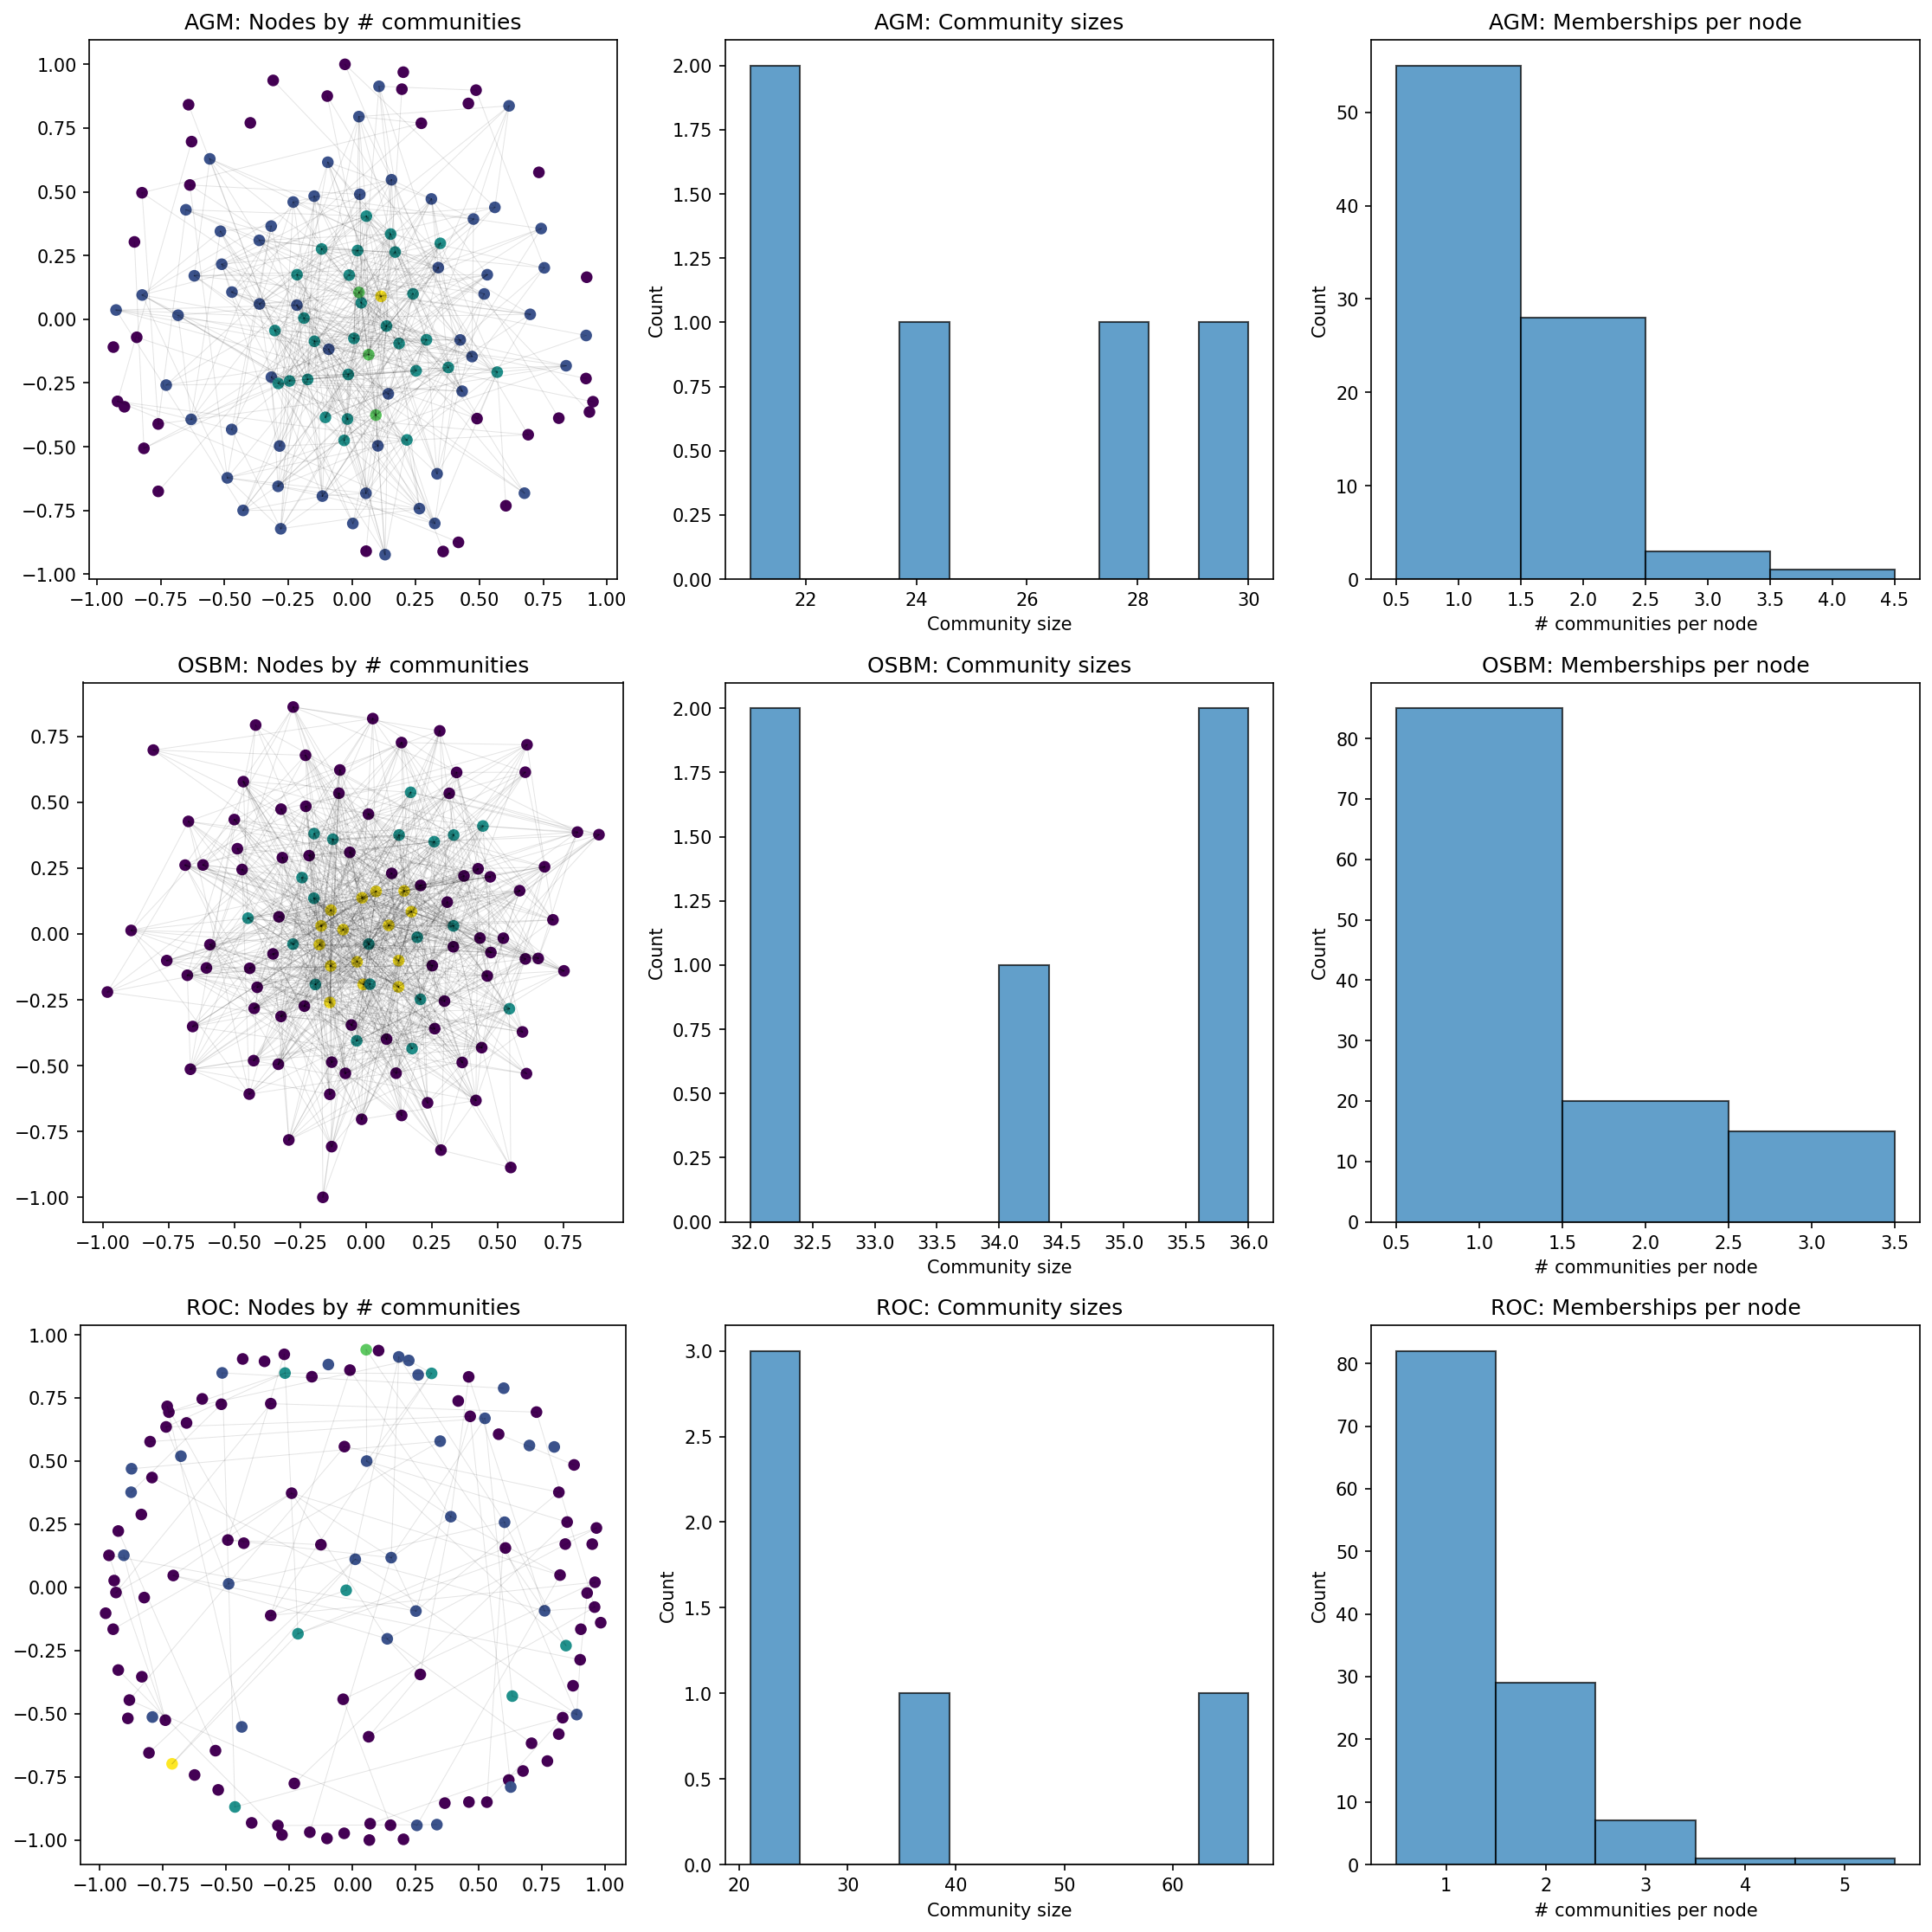 AGM: Nodes by # communities
1.00
0.75
0.50
0.25
0.00
−0.25
−0.50
−0.75
−1.00
−1.00 −0.75 −0.50 −0.25 0.00 0.25 0.50 0.75 1.00
AGM: Community sizes
Count
2.00
1.75
1.50
1.25
1.00
0.75
0.50
0.25
0.00
22 24 26 28 30
Community size
AGM: Memberships per node
Count
50
40
30
20
10
0
0.5 1.0 1.5 2.0 2.5 3.0 3.5 4.0 4.5
# communities per node
OSBM: Nodes by # communities
0.75
0.50
0.25
0.00
−0.25
−0.50
−0.75
−1.00
−1.00 −0.75 −0.50 −0.25 0.00 0.25 0.50 0.75
OSBM: Community sizes
Count
2.00
1.75
1.50
1.25
1.00
0.75
0.50
0.25
0.00
32.0 32.5 33.0 33.5 34.0 34.5 35.0 35.5 36.0
Community size
OSBM: Memberships per node
Count
80
70
60
50
40
30
20
10
0
0.5 1.0 1.5 2.0 2.5 3.0 3.5
# communities per node
ROC: Nodes by # communities
1.00
0.75
0.50
0.25
0.00
−0.25
−0.50
−0.75
−1.00
−1.00 −0.75 −0.50 −0.25 0.00 0.25 0.50 0.75 1.00
ROC: Community sizes
Count
3.0
2.5
2.0
1.5
1.0
0.5
0.0
20 30 40 50 60
Community size
ROC: Memberships per node
Count
80
70
60
50
40
30
20
10
0
1 2 3 4 5
# communities per node